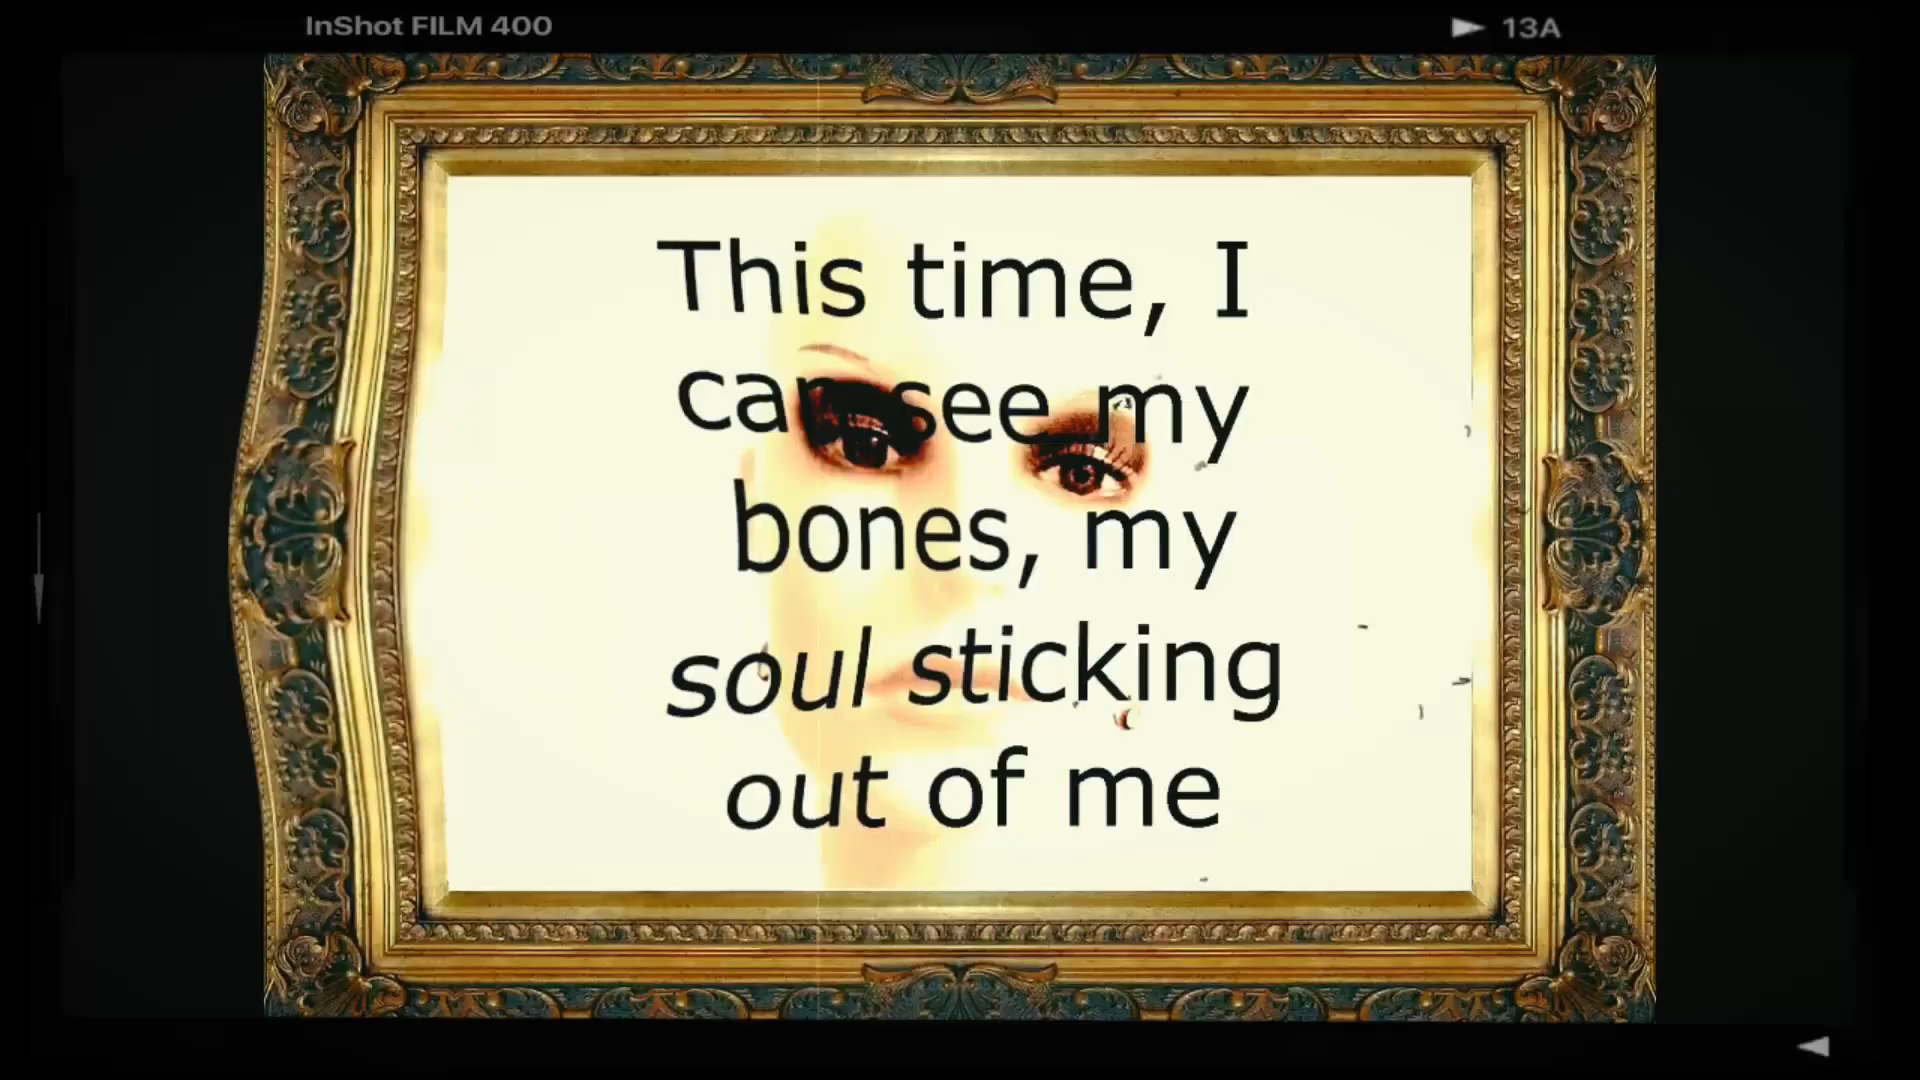 InShot FILM 400
13A
This time, I
can see my
bones, my
soul sticking
out of me